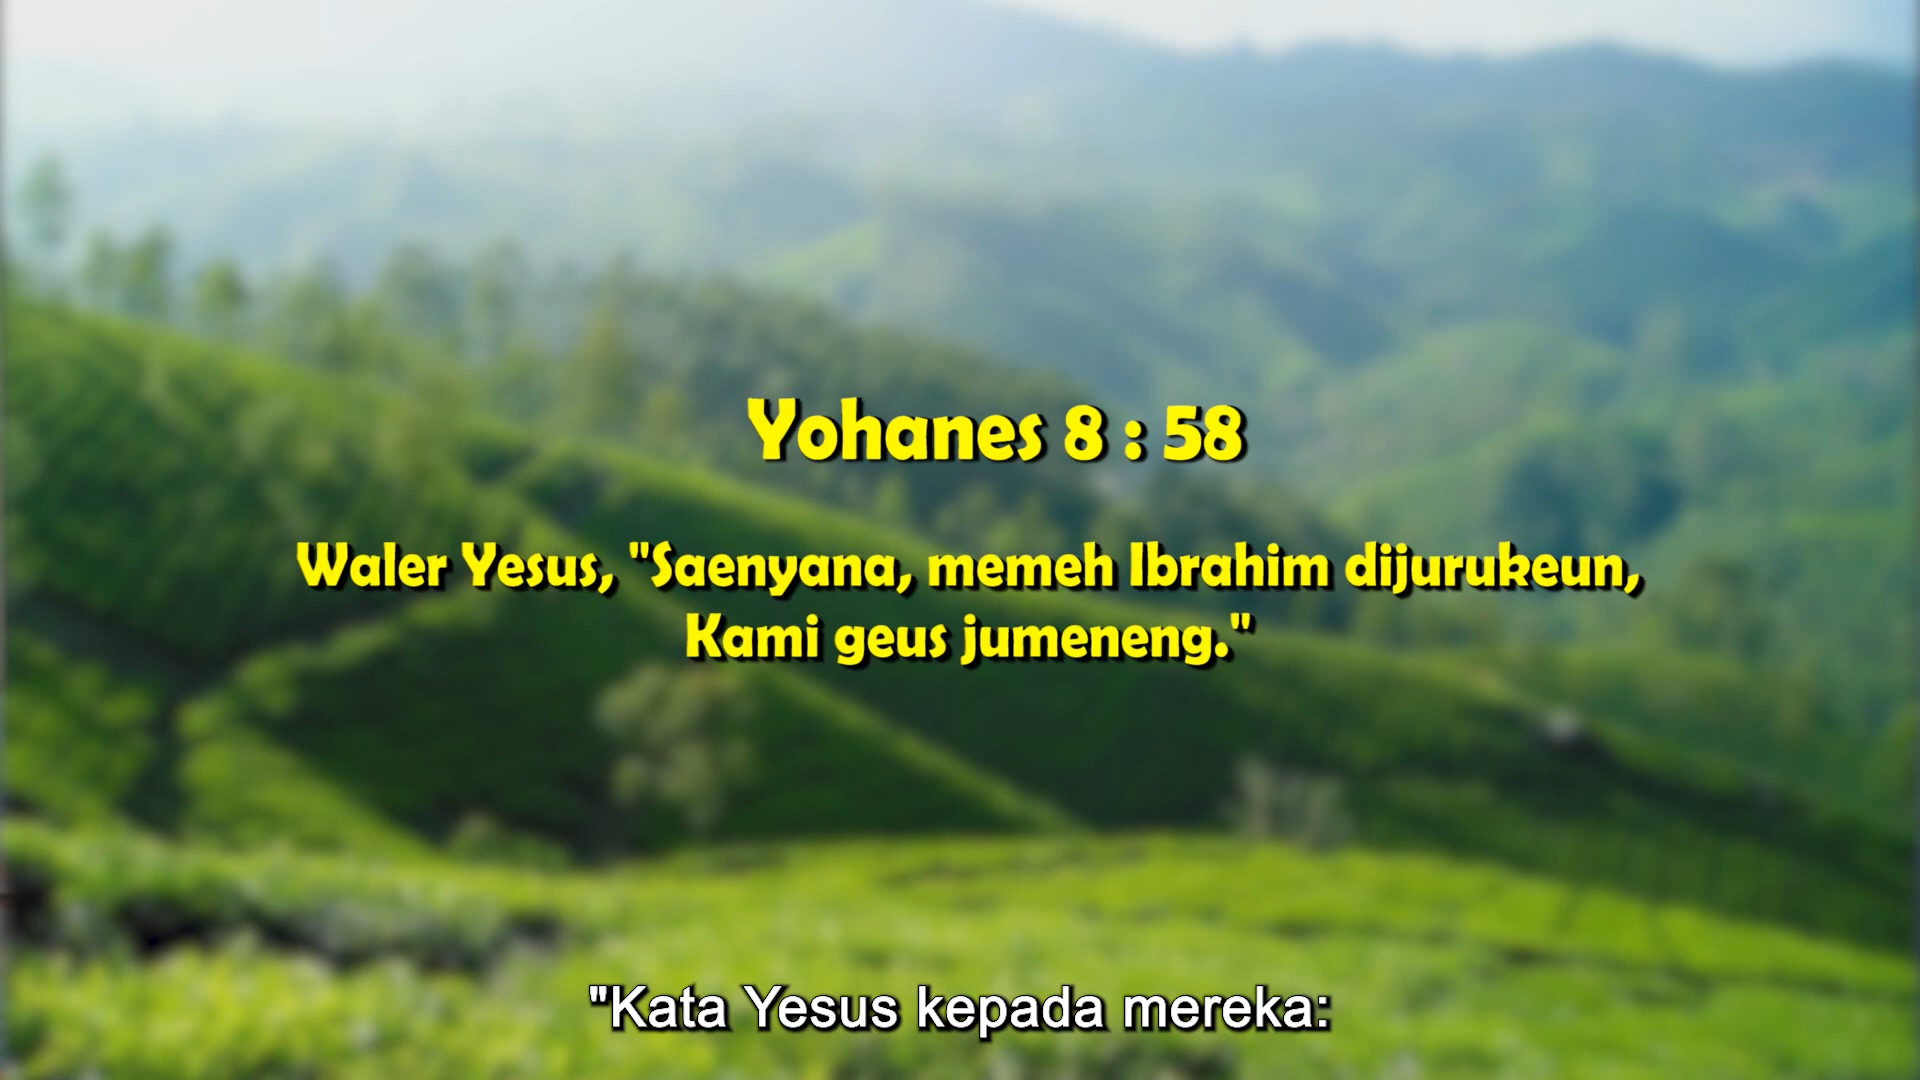 Yohanes 8 : 58
Waler Yesus, "Saenyana, memeh Ibrahim dijurukeun,
Kami geus jumeneng."
"Kata Yesus kepada mereka: